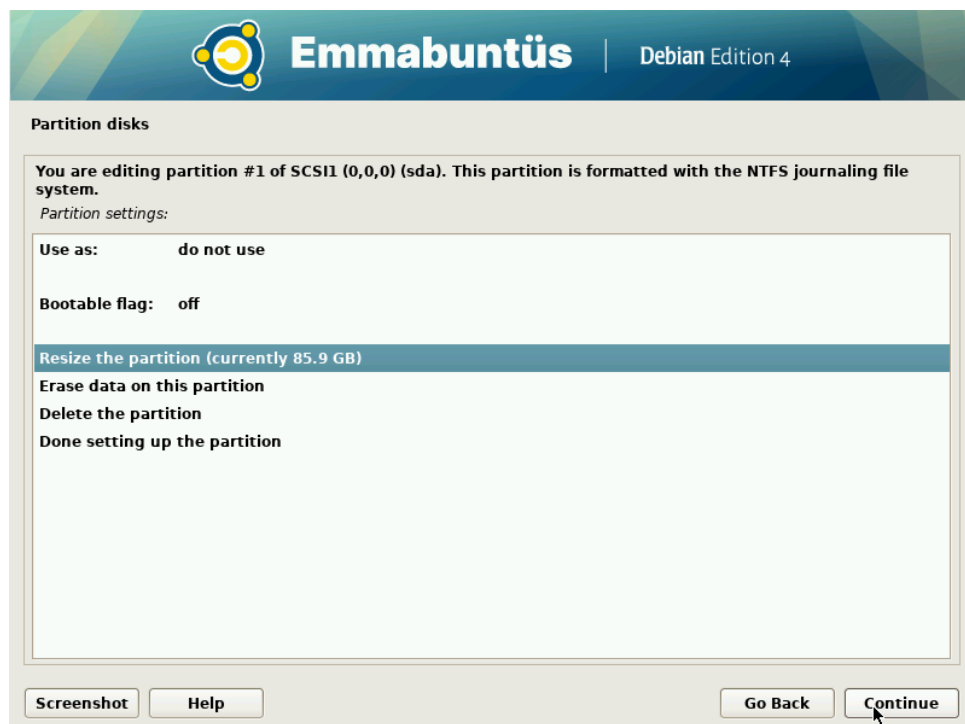 Emmabuntüs
Debian Edition 4
Partition disks
You are editing partition #1 of SCSI1 (0,0,0) (sda). This partition is formatted with the NTFS journaling file
system.
Partition settings:
Use as: do not use
Bootable flag: off
Resize the partition (currently 85.9 GB)
Erase data on this partition
Delete the partition
Done setting up the partition
Screenshot Help Go Back Continue